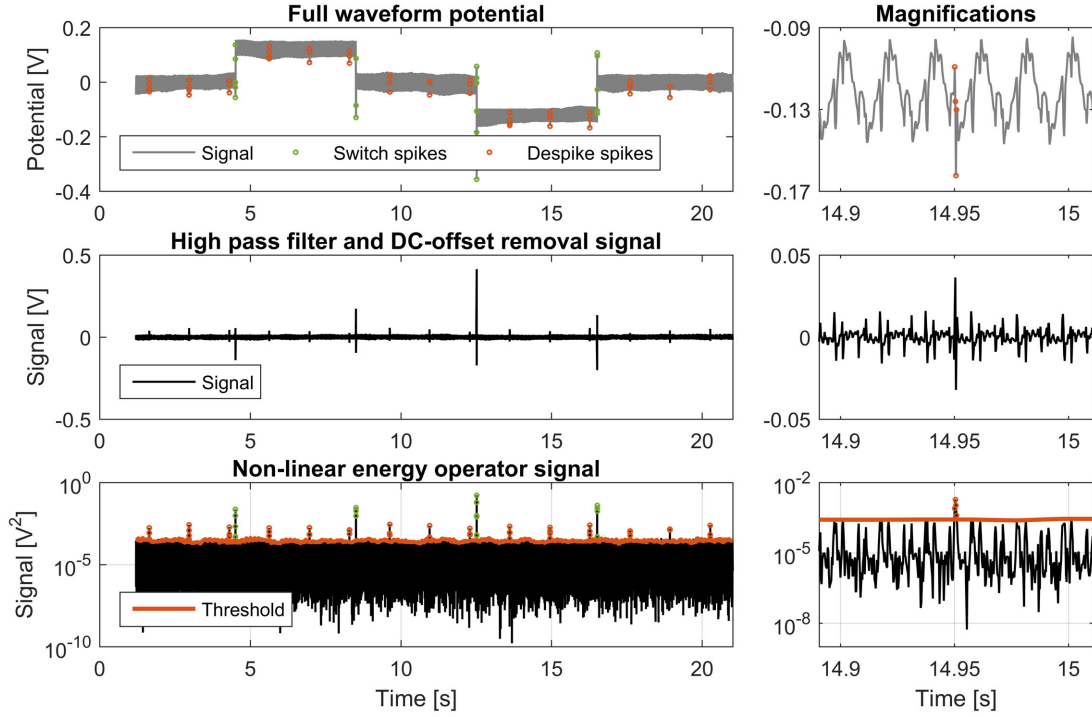 Full waveform potential
Magnifications
Potential [V]
0.2
0
-0.2
-0.4
Signal Switch spikes Despike spikes
0 5 10 15 20
-0.09
-0.13
-0.17
14.9 14.95 15
High pass filter and DC-offset removal signal
Signal [V]
0.5
0
-0.5
Signal
0 5 10 15 20
0.05
0
-0.05
14.9 14.95 15
Non-linear energy operator signal
Signal [V²]
10⁰
10⁻⁵
10⁻¹⁰
Threshold
0 5 10 15 20
Time [s]
10⁻²
10⁻⁵
10⁻⁸
14.9 14.95 15
Time [s]